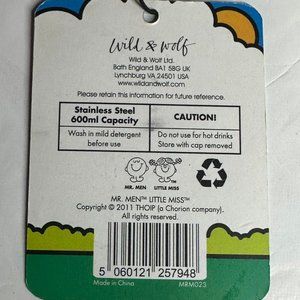 wild & wolf
Wild & Wolf Ltd.
Bath England BA1 5BG UK
Lynchburg VA 24501 USA
www.wildandwolf.com
Please retain this information for future reference.
Stainless Steel
600ml Capacity
Wash in mild detergent
before use
CAUTION!
Do not use for hot drinks
Store with cap removed
MR. MEN
LITTLE MISS
MR. MEN™ LITTLE MISS™
Copyright © 2011 THOIP (a Chorion company).
All rights reserved.
5 060121 257948
Made in China
MRM023